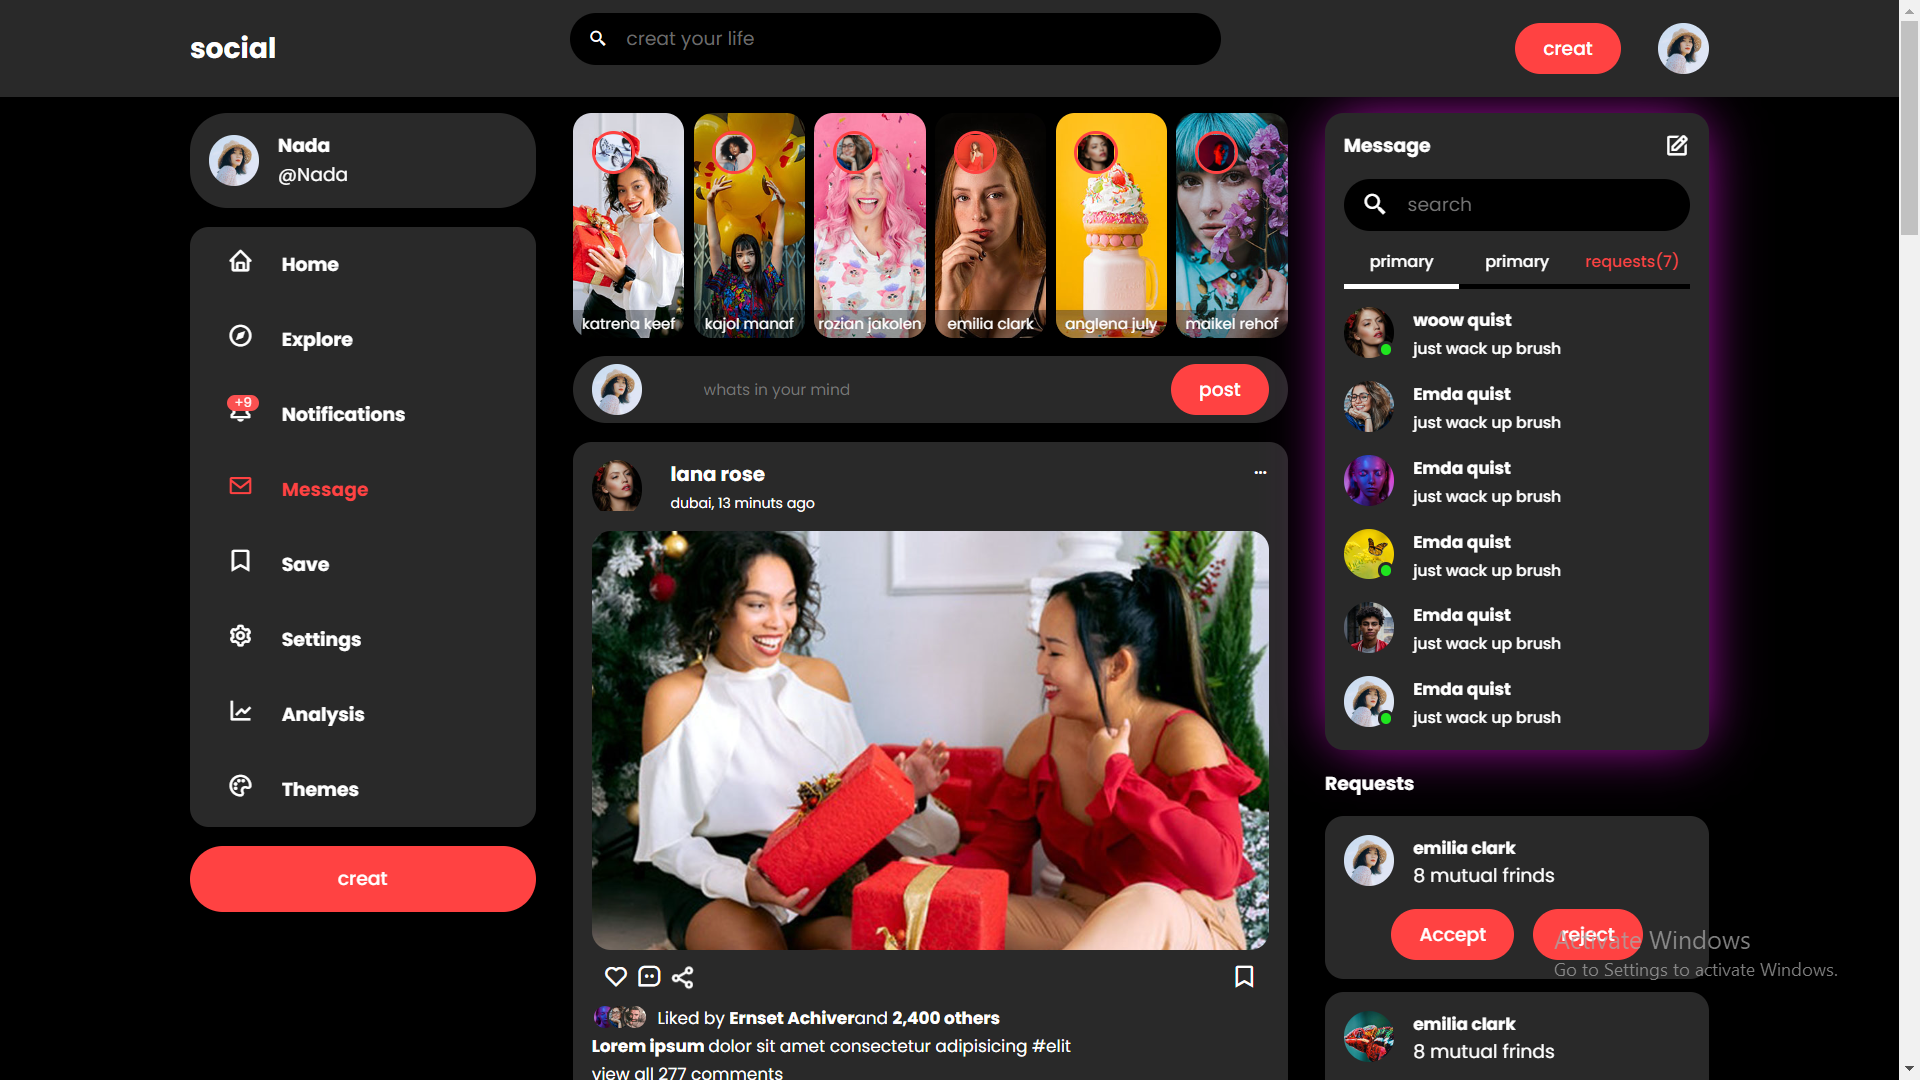 social
creat your life
creat
Nada
@Nada
Home
Explore
+9
Notifications
Message
Save
Settings
Analysis
Themes
creat
katrena keef
kajol manaf
rozian jakolen
emilia clark
anglena july
maikel rehof
whats in your mind
post
lana rose
dubai, 13 minuts ago
Liked by Ernset Achiverand 2,400 others
Lorem ipsum dolor sit amet consectetur adipisicing #elit
view all 277 comments
Message
search
primary
primary
requests(7)
woow quist
just wack up brush
Emda quist
just wack up brush
Emda quist
just wack up brush
Emda quist
just wack up brush
Emda quist
just wack up brush
Emda quist
just wack up brush
Requests
emilia clark
8 mutual frinds
Accept
reject
Activate Windows
Go to Settings to activate Windows.
emilia clark
8 mutual frinds